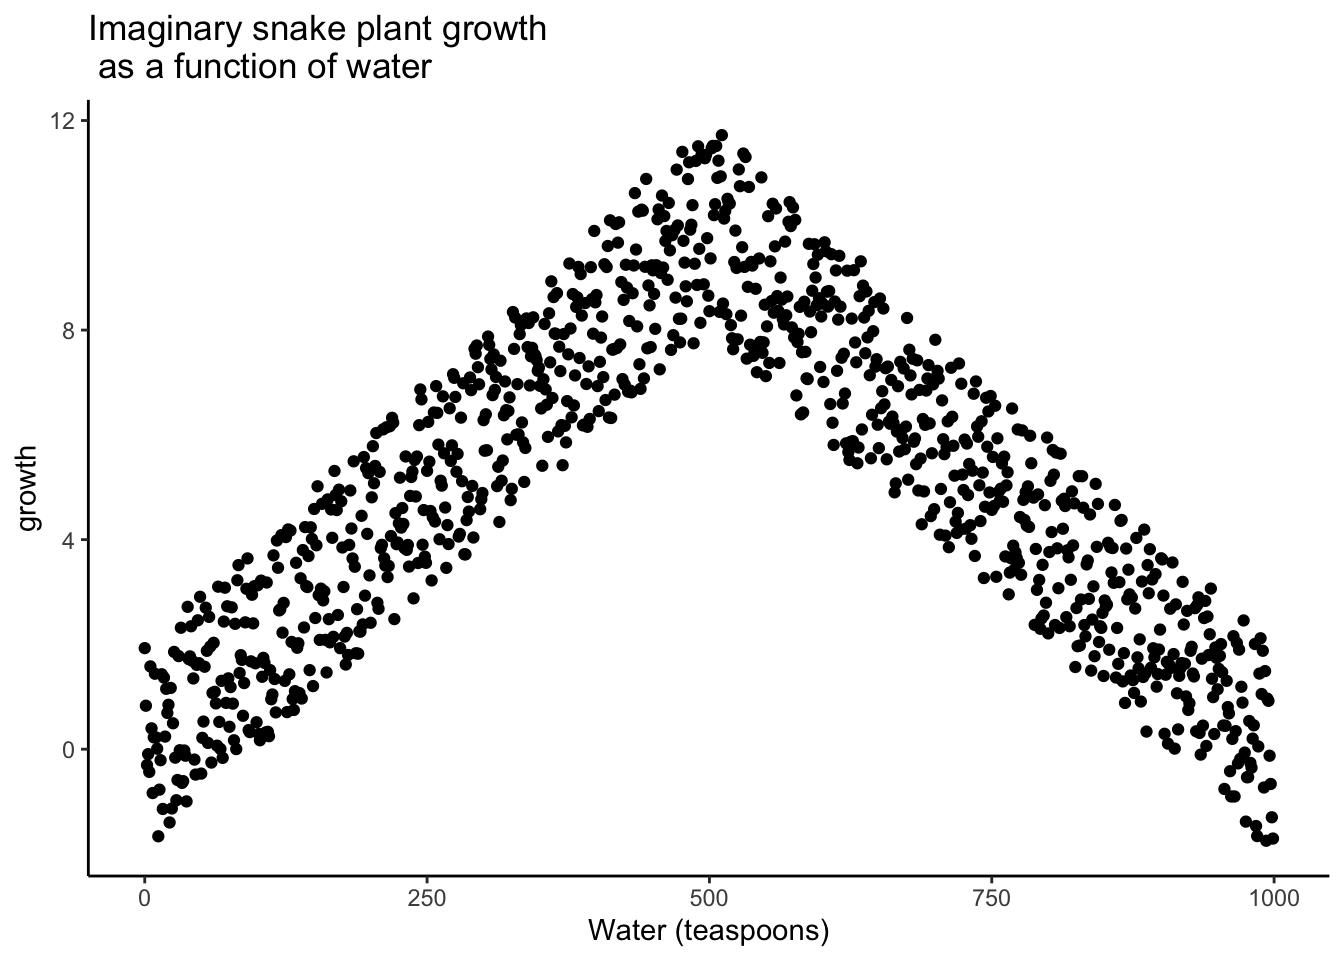 Imaginary snake plant growth
as a function of water
12
8
4
0
growth
0 250 500 750 1000
Water (teaspoons)